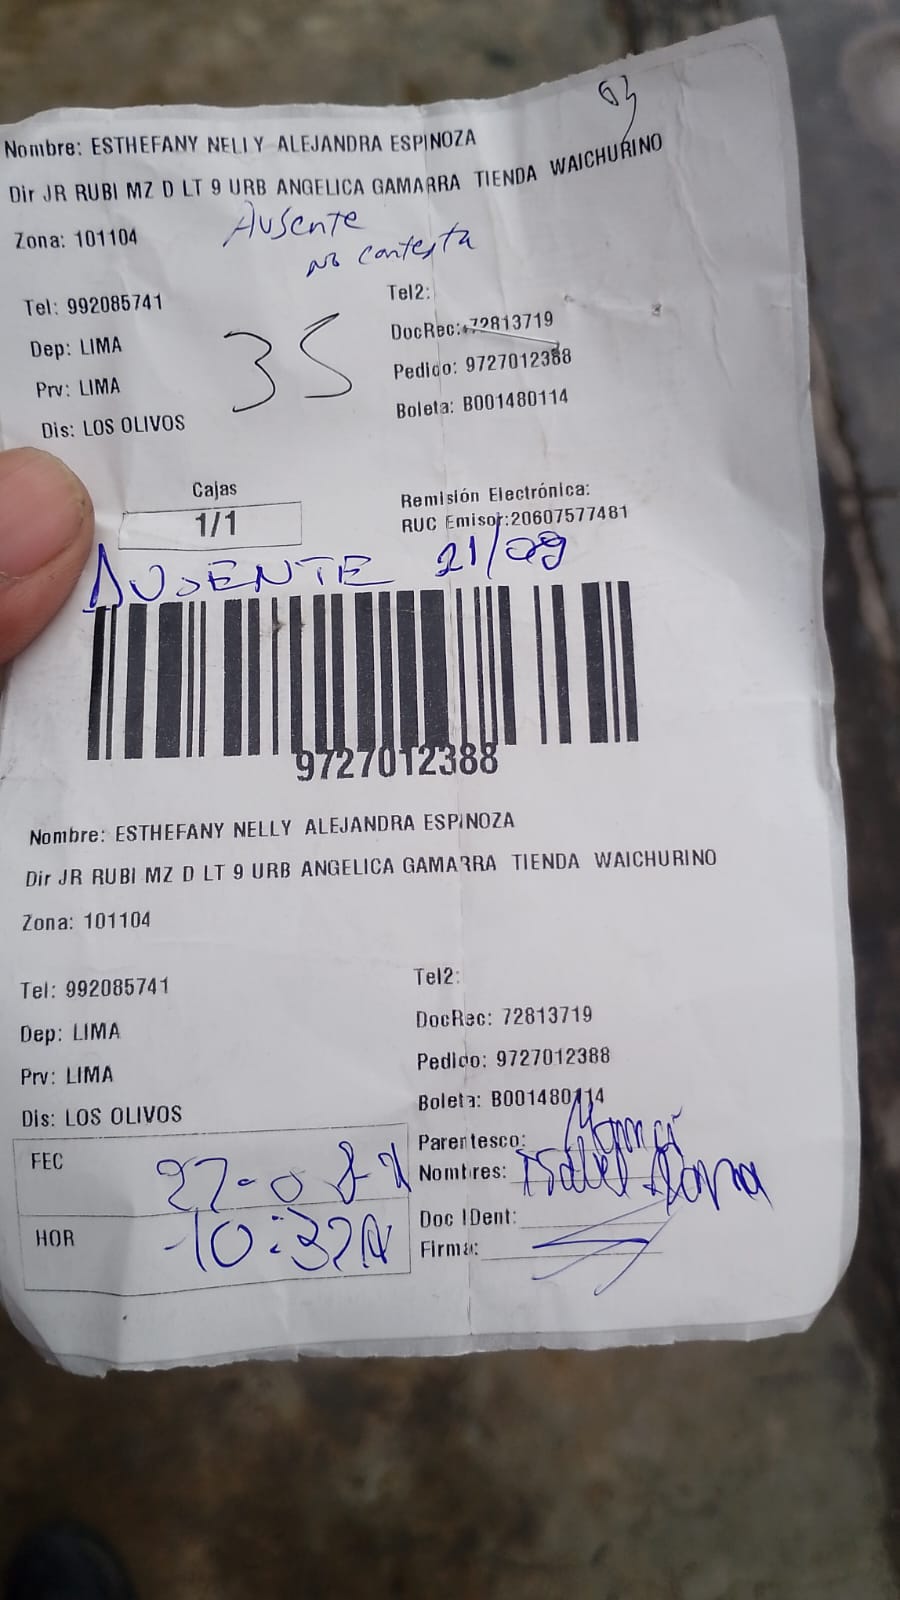 63
Nombre: ESTHEFANY NELLY ALEJANDRA ESPINOZA
Dir JR RUBI MZ D LT 9 URB ANGELICA GAMARRA TIENDA WAICHURINO
Zona: 101104
Ausente
no contesta
Tel: 992085741
Tel2:
Dep: LIMA
DocRec: 72813719
Prv: LIMA
Pedido: 9727012388
Dis: LOS OLIVOS
Boleta: B001480114
35
Cajas
1/1
Remisión Electrónica:
RUC Emisor:20607577481
AUSENTE 21/09
9727012388
Nombre: ESTHEFANY NELLY ALEJANDRA ESPINOZA
Dir JR RUBI MZ D LT 9 URB ANGELICA GAMARRA TIENDA WAICHURINO
Zona: 101104
Tel: 992085741
Tel2:
Dep: LIMA
DocRec: 72813719
Prv: LIMA
Pedido: 9727012388
Dis: LOS OLIVOS
Boleta: B001480114
Parentesco: Mamá
Nombres: Isabel
Doc IDent:
Firma:
FEC
HOR 10:32